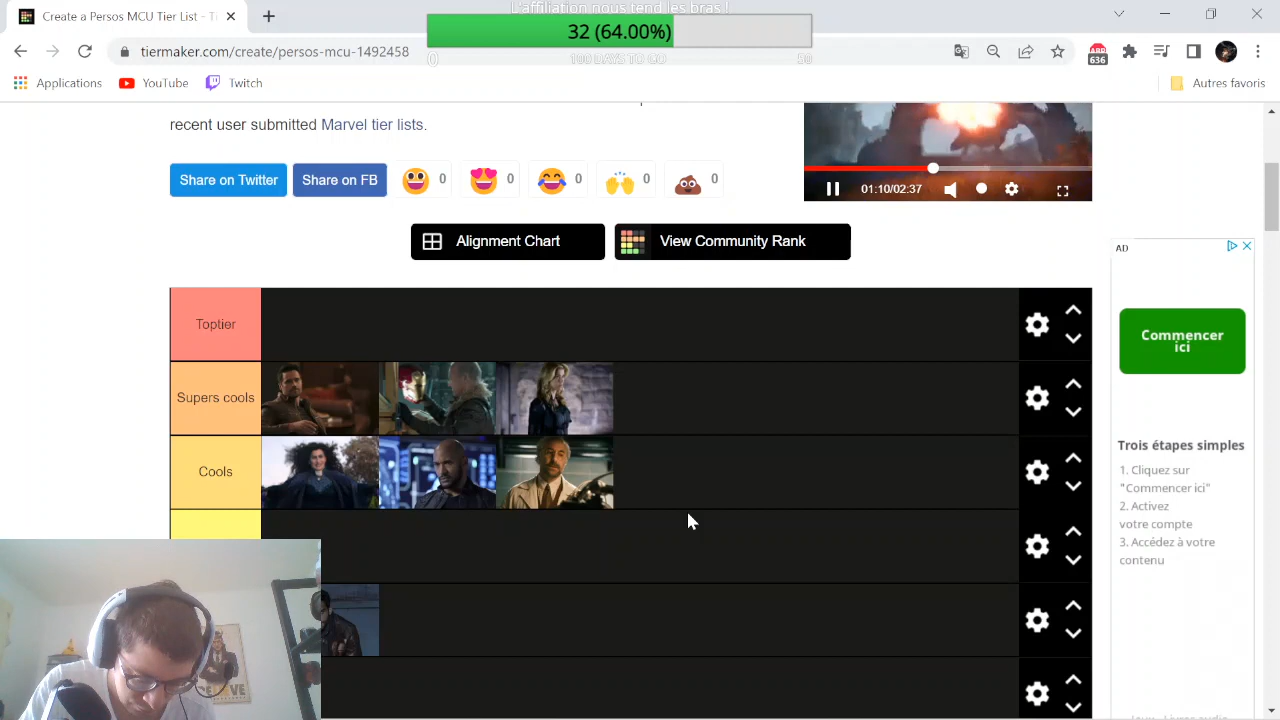 Create a Persos MCU Tier Maker - Ti
L'affiliation nous tend les bras !
32 (64.00%)
tiermaker.com/create/persos-mcu-1492458
636
Applications
YouTube
Twitch
Autres favoris
recent user submitted Marvel tier lists.
Share on Twitter
Share on FB
0
0
0
0
0
01:10/02:37
Alignment Chart
View Community Rank
AD
Toptier
Commencer
ici
Supers cools
Trois étapes simples
Cools
1. Cliquez sur
"Commencer ici"
2. Activez
votre compte
3. Accédez à votre
contenu